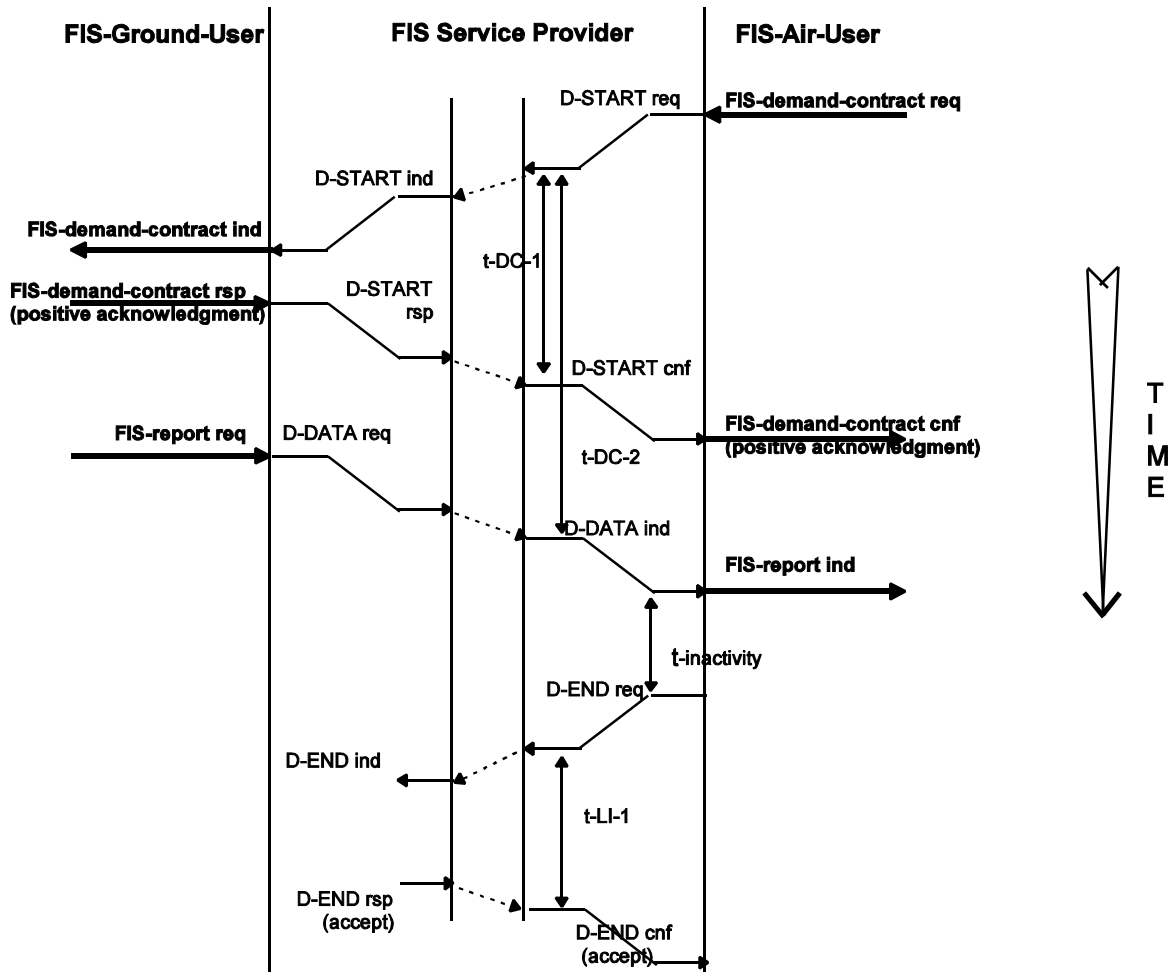 FIS-Ground-User
FIS Service Provider
FIS-Air-User
D-START req
FIS-demand-contract req
D-START ind
FIS-demand-contract ind
t-DC-1
FIS-demand-contract rsp
(positive acknowledgment)
D-START
rsp
D-START cnf
FIS-demand-contract cnf
(positive acknowledgment)
FIS-report req
D-DATA req
t-DC-2
D-DATA ind
FIS-report ind
t-inactivity
D-END req
D-END ind
t-LI-1
D-END rsp
(accept)
D-END cnf
(accept)
T
I
M
E